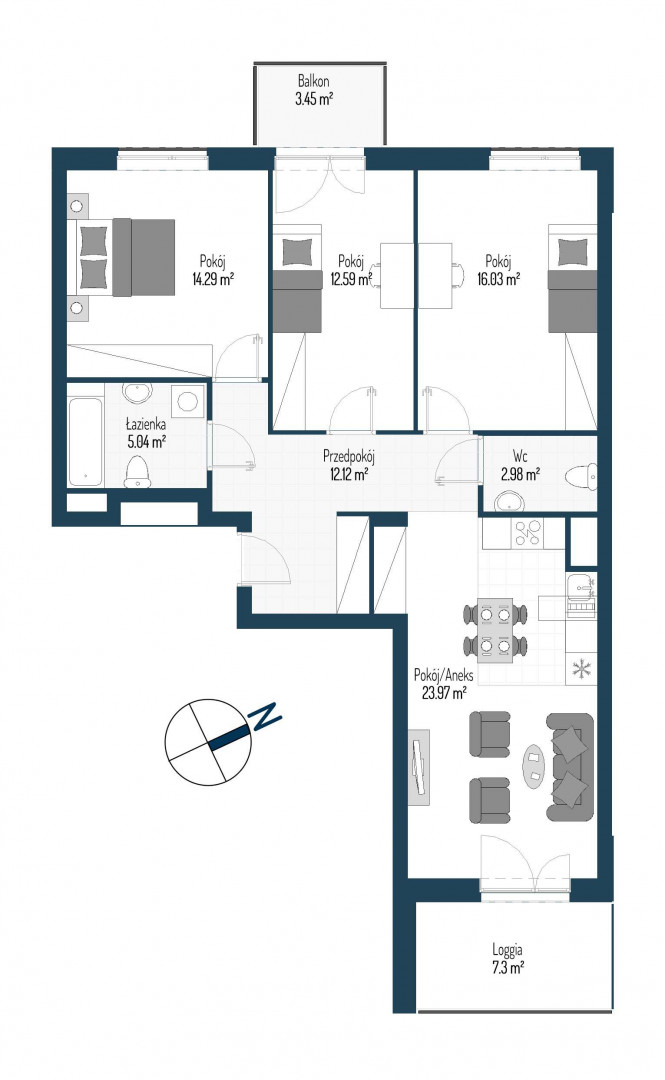 Balkon
3.45 m²
Pokój
14.29 m²
Pokój
12.59 m²
Pokój
16.03 m²
Łazienka
5.04 m²
Przedpokój
12.12 m²
Wc
2.98 m²
Pokój/Aneks
23.97 m²
N
Loggia
7.3 m²